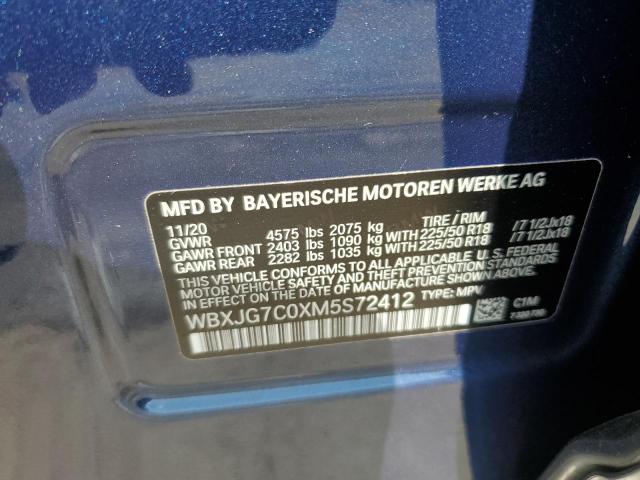 MFD BY BAYERISCHE MOTOREN WERKE AG
11/20 TIRE / RIM
GVWR 4575 lbs 2075 kg
GAWR FRONT 2403 lbs 1090 kg WITH 225/50 R18 /7 1/2Jx18
GAWR REAR 2282 lbs 1035 kg WITH 225/50 R18 /7 1/2Jx18
THIS VEHICLE CONFORMS TO ALL APPLICABLE U.S. FEDERAL
MOTOR VEHICLE SAFETY, BUMPER, AND THEFT PREVENTION STANDARDS
IN EFFECT ON THE DATE OF MANUFACTURE SHOWN ABOVE.
WBXJG7C0XM5S72412 TYPE: MPV
C1M